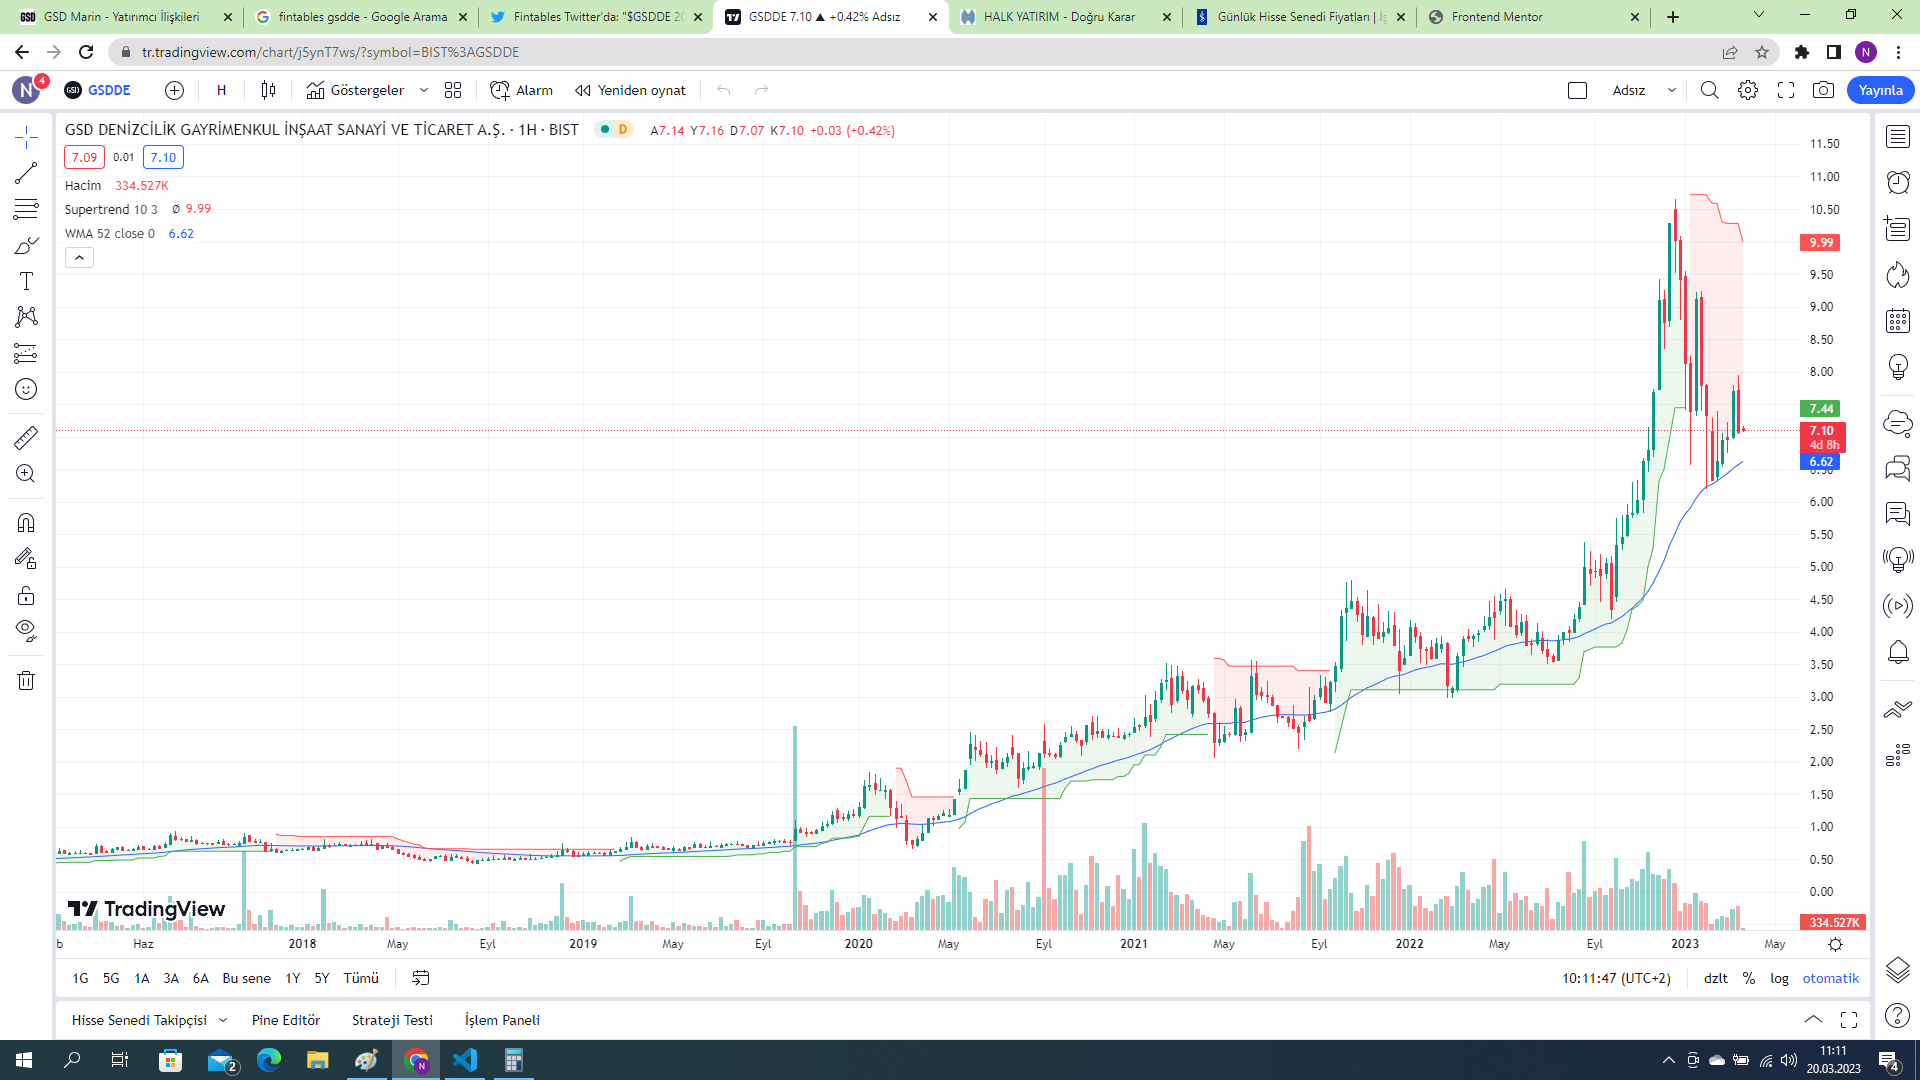 GSD Marin - Yatırımcı İlişkileri
fintables gsdde - Google Arama
Fintables Twitter'da: "$GSDDE 20
GSDDE 7.10 ▲ +0.42% Adsız
HALK YATIRIM - Doğru Karar
Günlük Hisse Senedi Fiyatları | İş
Frontend Mentor
tr.tradingview.com/chart/j5ynT7ws/?symbol=BIST%3AGSDDE
N
N 4
GSD GSDDE
H
Göstergeler
Alarm
Yeniden oynat
Adsız
Yayınla
GSD DENİZCİLİK GAYRİMENKUL İNŞAAT SANAYİ VE TİCARET A.Ş. · 1H · BIST
D
A7.14 Y7.16 D7.07 K7.10 +0.03 (+0.42%)
7.09 0.01 7.10
Hacim 334.527K
Supertrend 10 3 Ø 9.99
WMA 52 close 0 6.62
11.50
11.00
10.50
9.99
9.50
9.00
8.50
8.00
7.44
7.10
4d 8h
6.62
6.50
6.00
5.50
5.00
4.50
4.00
3.50
3.00
2.50
2.00
1.50
1.00
0.50
0.00
334.527K
TradingView
b Haz 2018 May Eyl 2019 May Eyl 2020 May Eyl 2021 May Eyl 2022 May Eyl 2023 May
1G 5G 1A 3A 6A Bu sene 1Y 5Y Tümü
10:11:47 (UTC+2) dzlt % log otomatik
Hisse Senedi Takipçisi Pine Editör Strateji Testi İşlem Paneli
2
N
11:11
20.03.2023
4